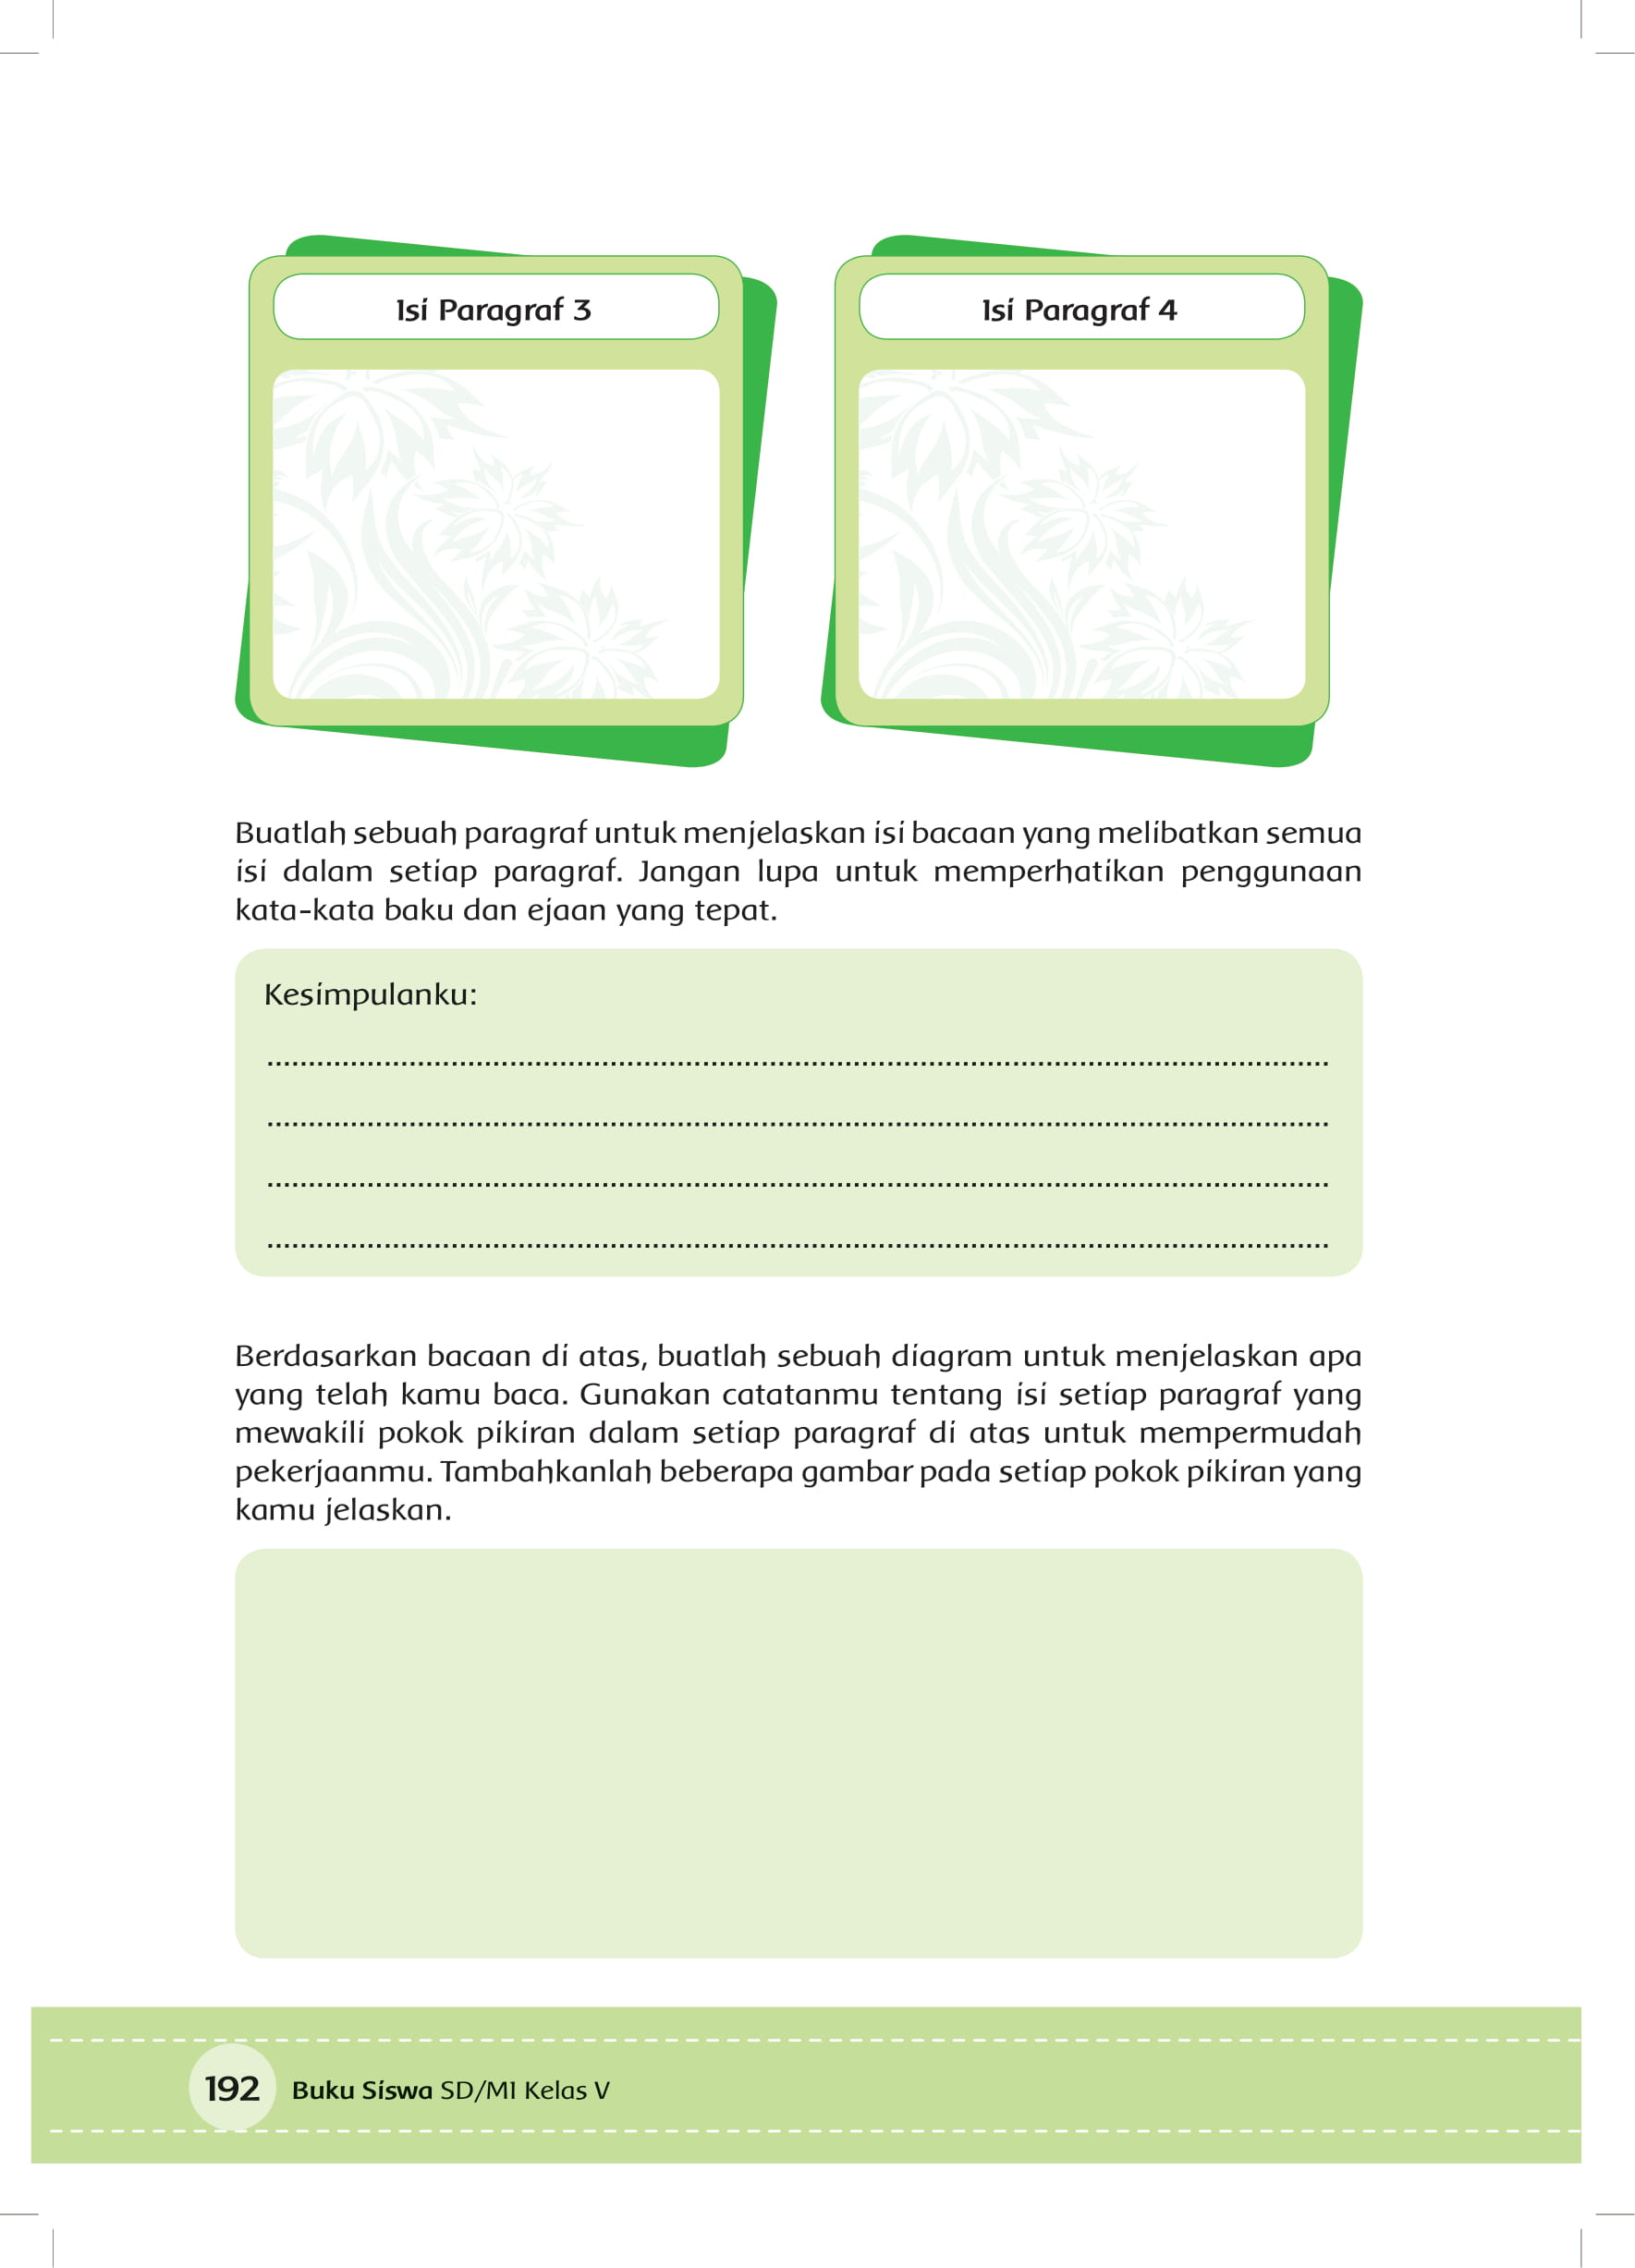 Isi Paragraf 3
Isi Paragraf 4
Buatlah sebuah paragraf untuk menjelaskan isi bacaan yang melibatkan semua
isi dalam setiap paragraf. Jangan lupa untuk memperhatikan penggunaan
kata-kata baku dan ejaan yang tepat.
Kesimpulanku:
Berdasarkan bacaan di atas, buatlah sebuah diagram untuk menjelaskan apa
yang telah kamu baca. Gunakan catatanmu tentang isi setiap paragraf yang
mewakili pokok pikiran dalam setiap paragraf di atas untuk mempermudah
pekerjaanmu. Tambahkanlah beberapa gambar pada setiap pokok pikiran yang
kamu jelaskan.
192 Buku Siswa SD/MI Kelas V